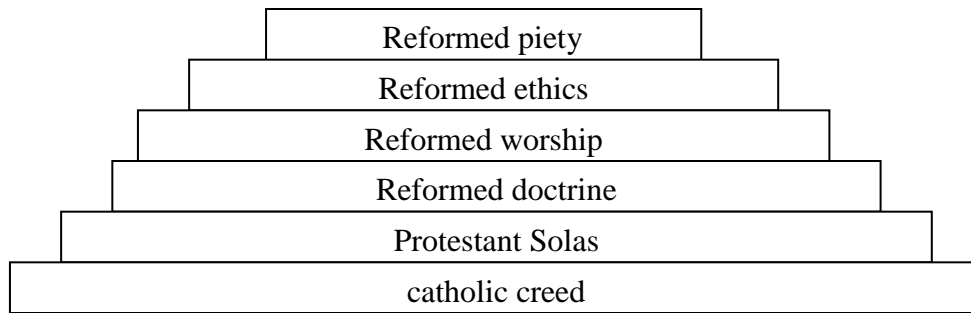 Reformed piety
Reformed ethics
Reformed worship
Reformed doctrine
Protestant Solas
catholic creed